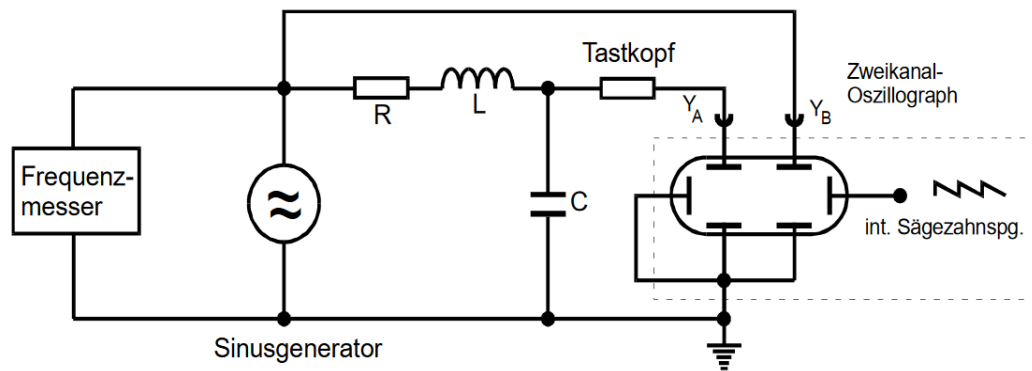 Tastkopf
Zweikanal-
Oszillograph
R
L
Y_A
Y_B
Frequenz-
messer
C
int. Sägezahnspg.
Sinusgenerator